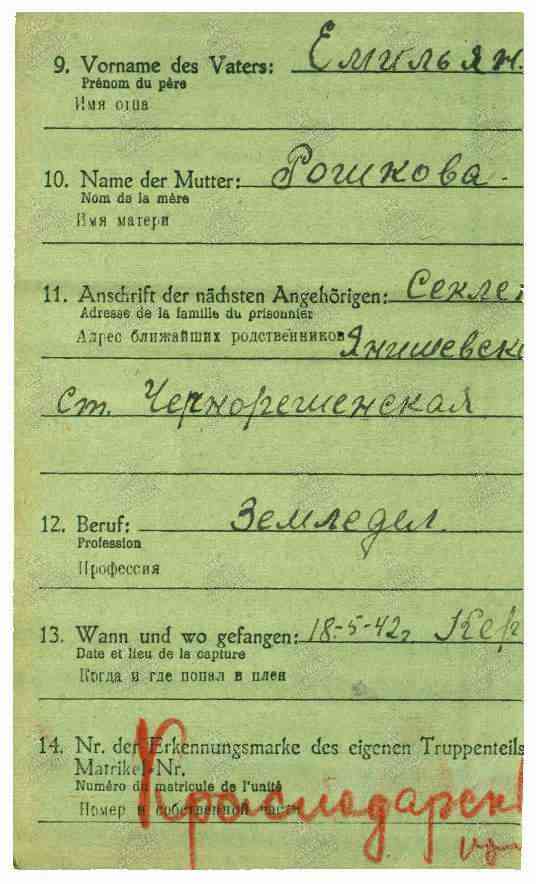 9. Vorname des Vaters: Емильян.
Prénom du père
Имя отца
10. Name der Mutter: Рошкова.
Nom de la mère
Имя матери
11. Anschrift der nächsten Angehörigen:
Adresse de la famille du prisonnier
Адрес ближайших родственников
ст. Чернорешенская
12. Beruf: Земледел.
Profession
Профессия
13. Wann und wo gefangen: 18-5-42г
Date et lieu de la capture
Когда и где попал в плен
14. Nr. der Erkennungsmarke des eigenen Truppenteils
Matrikel-Nr.
Numéro du matricule de l'unité
Номер и собственной части